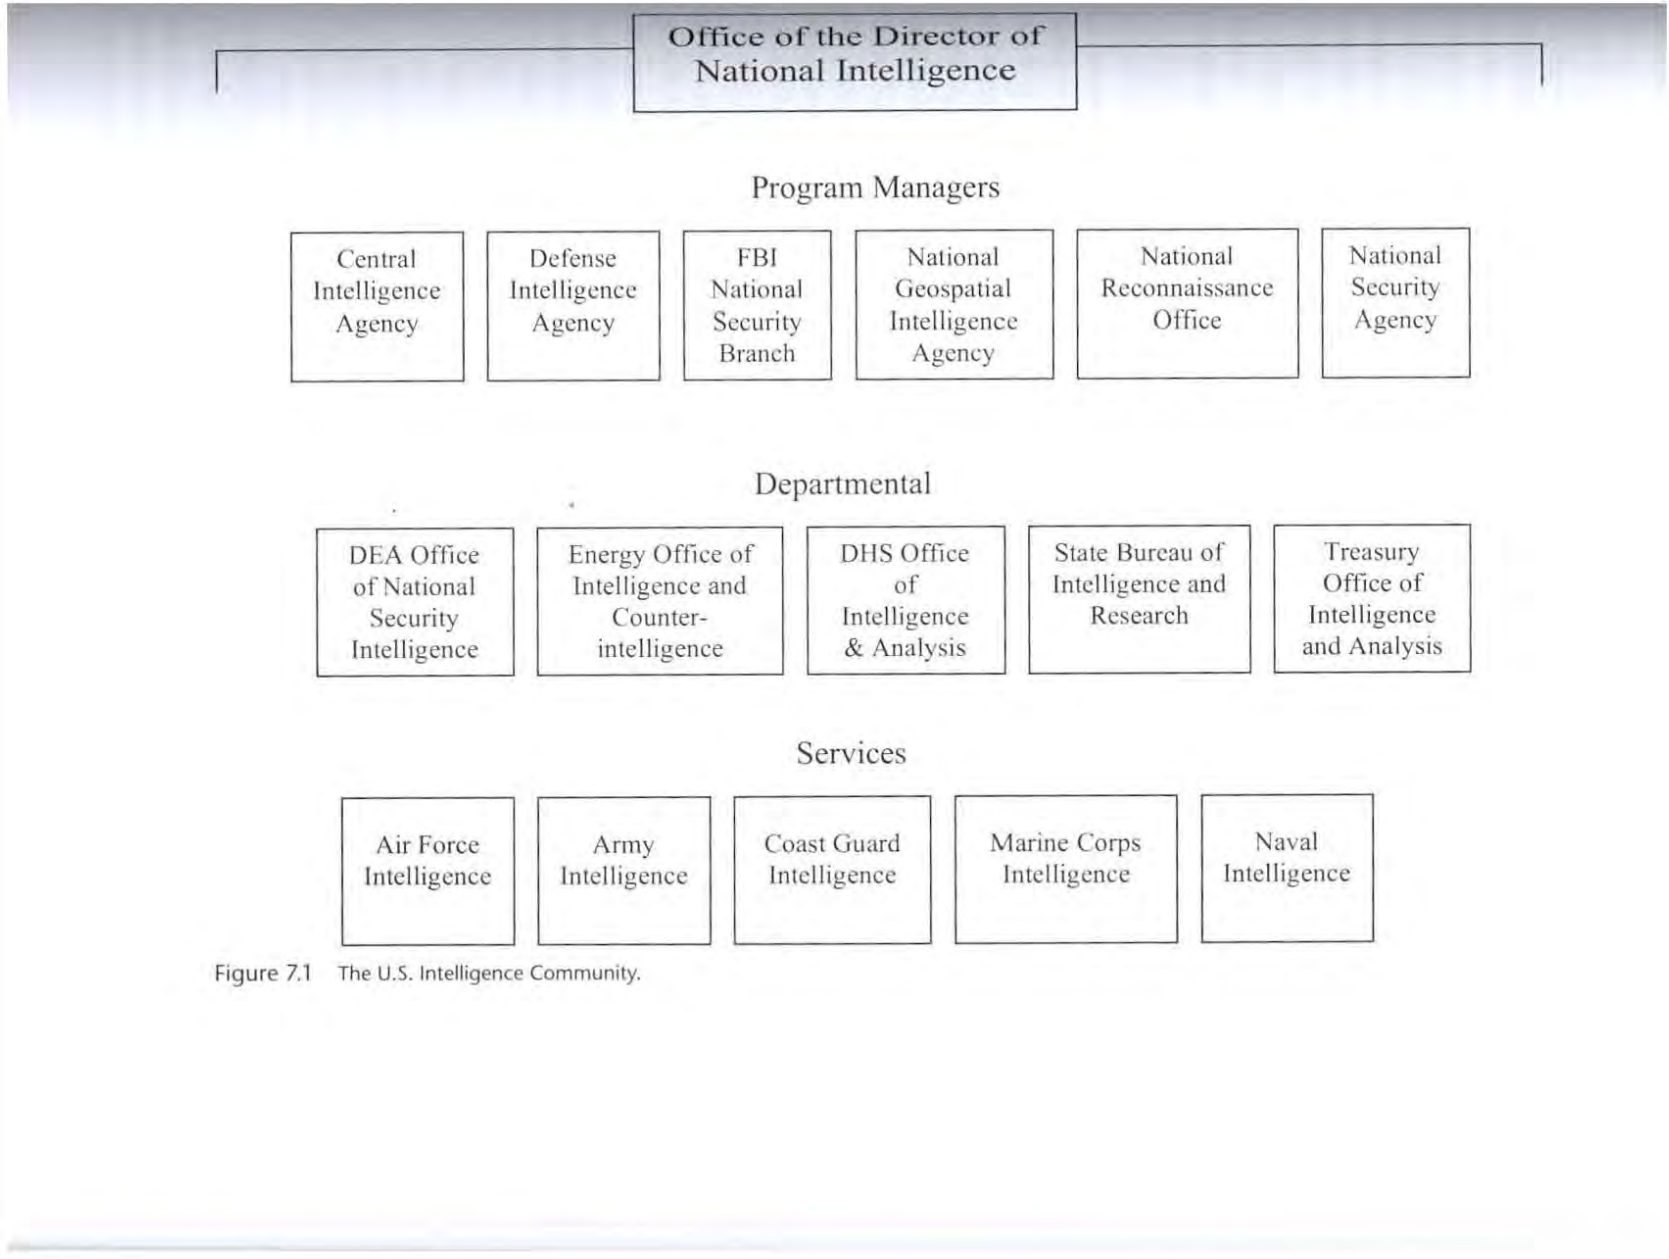 Office of the Director of
National Intelligence
Program Managers
Central
Intelligence
Agency
Defense
Intelligence
Agency
FBI
National
Security
Branch
National
Geospatial
Intelligence
Agency
National
Reconnaissance
Office
National
Security
Agency
Departmental
DEA Office
of National
Security
Intelligence
Energy Office of
Intelligence and
Counter-
intelligence
DHS Office
of
Intelligence
& Analysis
State Bureau of
Intelligence and
Research
Treasury
Office of
Intelligence
and Analysis
Services
Air Force
Intelligence
Army
Intelligence
Coast Guard
Intelligence
Marine Corps
Intelligence
Naval
Intelligence
Figure 7.1 The U.S. Intelligence Community.